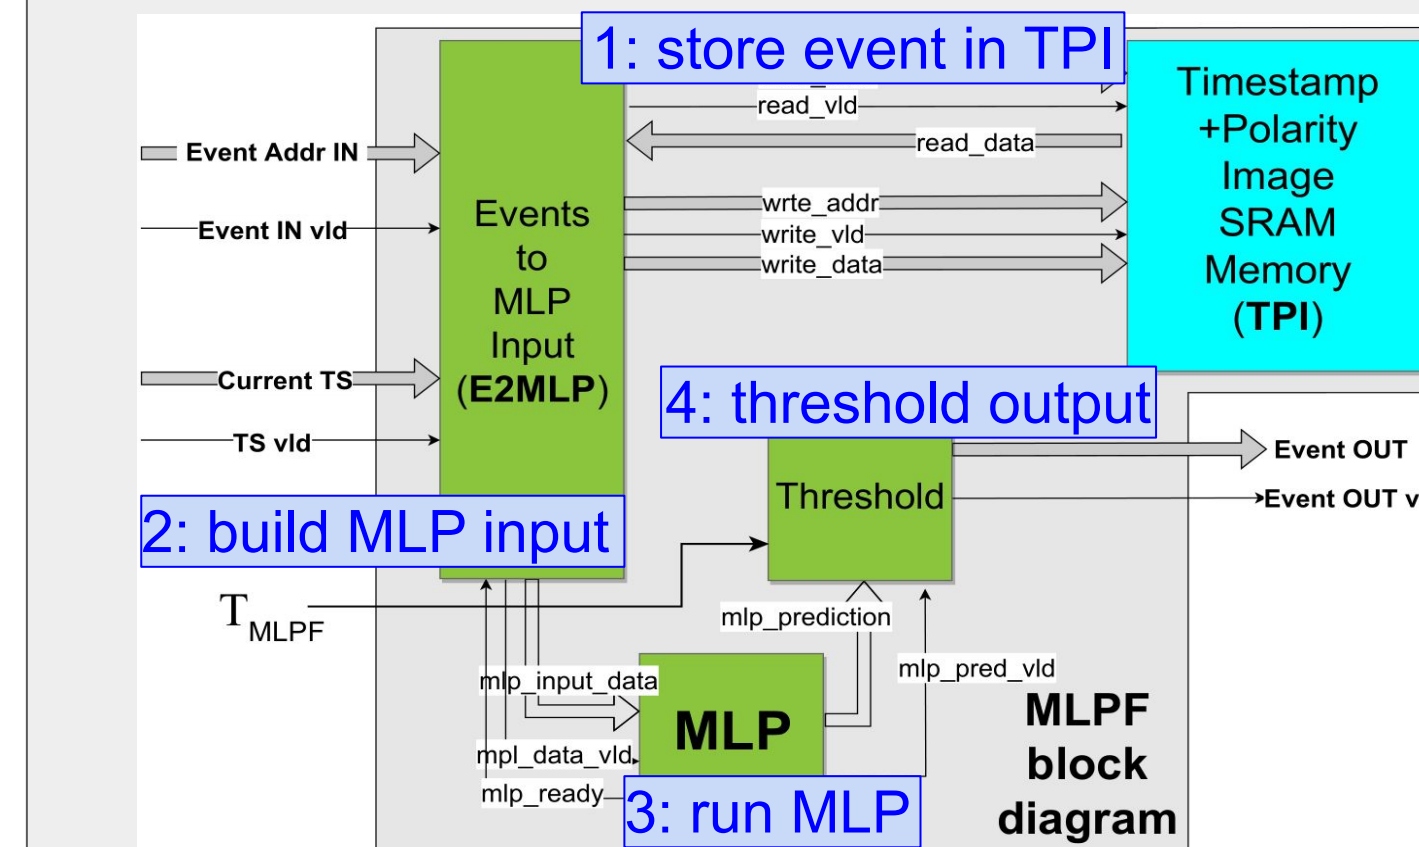 1: store event in TPI
read_vld
read_data
Event Addr IN
Event IN vld
Current TS
TS vld
Events
to
MLP
Input
(E2MLP)
wrte_addr
write_vld
write_data
Timestamp
+Polarity
Image
SRAM
Memory
(TPI)
4: threshold output
Threshold
Event OUT
Event OUT v
2: build MLP input
T MLPF
mlp_prediction
mlp_pred_vld
mlp_input_data
MLP
mpl_data_vld
mlp_ready
3: run MLP
MLPF
block
diagram